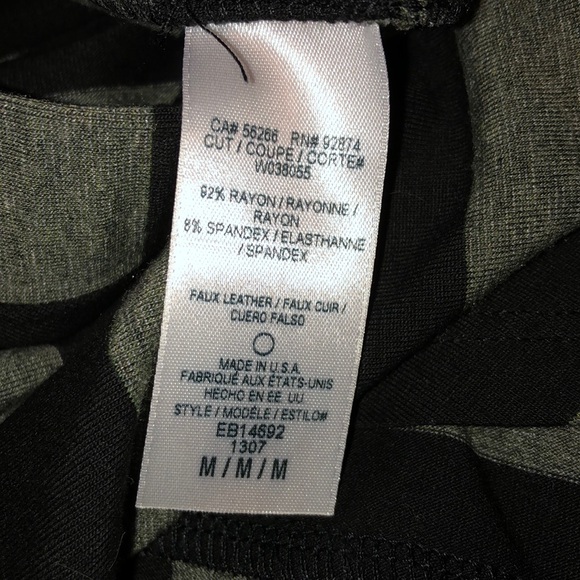 CA# 56266 RN# 92874
CUT / COUPE / CORTE#
W038055
92% RAYON / RAYONNE /
RAYON
8% SPANDEX / ELASTHANNE
/ SPANDEX
FAUX LEATHER / FAUX CUIR /
CUERO FALSO
MADE IN U.S.A
FABRIQUÉ AUX ÉTATS-UNIS
HECHO EN EE. UU
STYLE / MODÈLE / ESTILO#
EB14692
1307
M / M / M